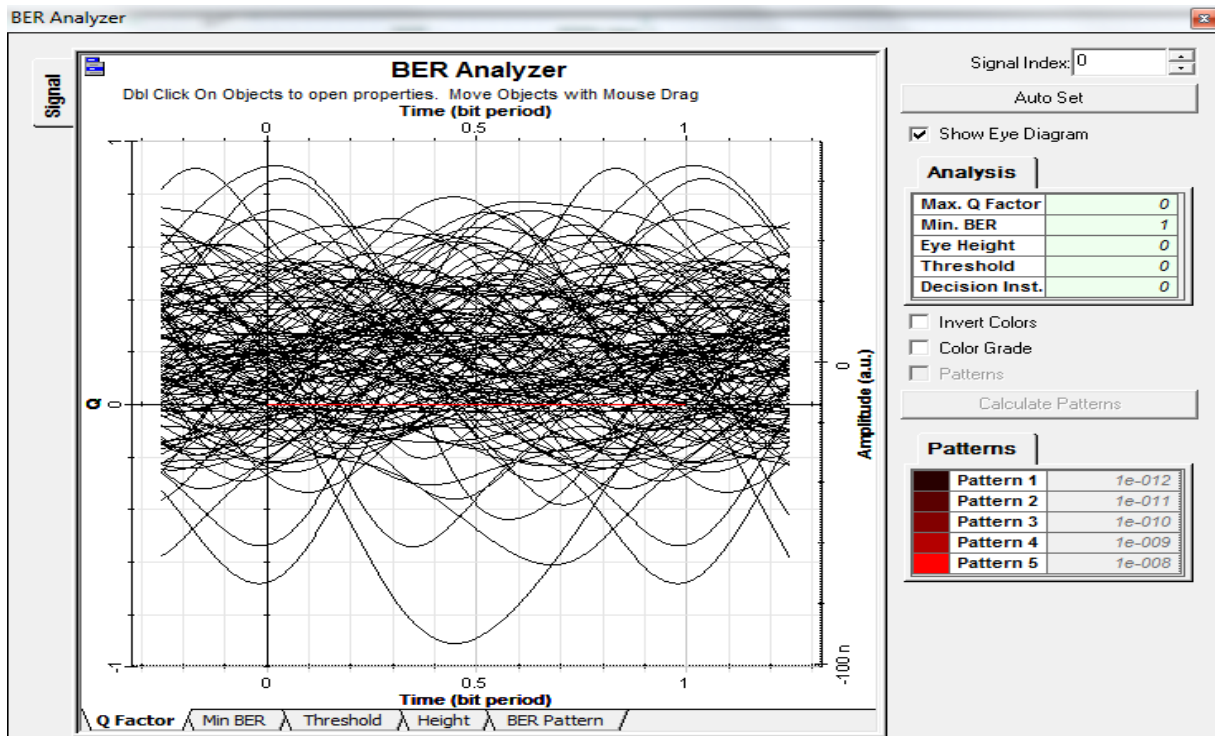 BER Analyzer
Signal
BER Analyzer
Dbl Click On Objects to open properties. Move Objects with Mouse Drag
Time (bit period)
0 0.5 1
1
Q 0
-1
0
-100 n
Amplitude (a.u.)
0 0.5 1
Time (bit period)
Q Factor Min BER Threshold Height BER Pattern
Signal Index: 0
Auto Set
Show Eye Diagram
Analysis
Max. Q Factor 0
Min. BER 1
Eye Height 0
Threshold 0
Decision Inst. 0
Invert Colors
Color Grade
Patterns
Calculate Patterns
Patterns
Pattern 1 1e-012
Pattern 2 1e-011
Pattern 3 1e-010
Pattern 4 1e-009
Pattern 5 1e-008